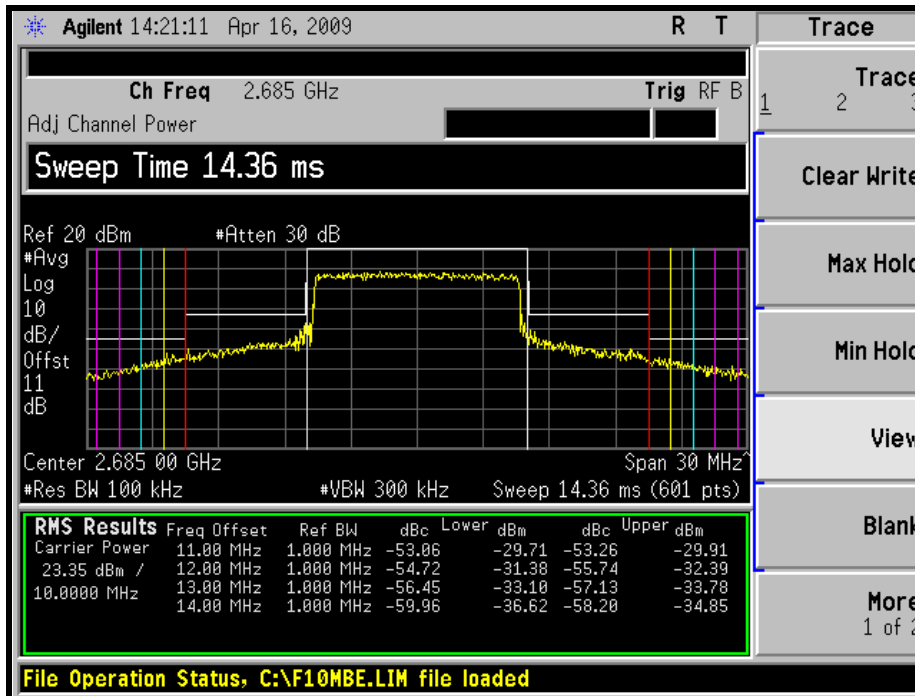 Agilent 14:21:11 Apr 16, 2009 R T
Trace
Ch Freq 2.685 GHz Trig RF B
Adj Channel Power
Sweep Time 14.36 ms
Ref 20 dBm #Atten 30 dB
#Avg
Log
10
dB/
Offst
11
dB
Center 2.685 00 GHz Span 30 MHz^
#Res BW 100 kHz #VBW 300 kHz Sweep 14.36 ms (601 pts)
RMS Results Freq Offset Ref BW dBc Lower dBm dBc Upper dBm
Carrier Power 11.00 MHz 1.000 MHz -53.06 -29.71 -53.26 -29.91
23.35 dBm / 12.00 MHz 1.000 MHz -54.72 -31.38 -55.74 -32.39
10.0000 MHz 13.00 MHz 1.000 MHz -56.45 -33.10 -57.13 -33.78
14.00 MHz 1.000 MHz -59.96 -36.62 -58.20 -34.85
File Operation Status, C:\F10MBE.LIM file loaded
Trace
1 2
Clear Write
Max Hold
Min Hold
View
Blank
More
1 of 2